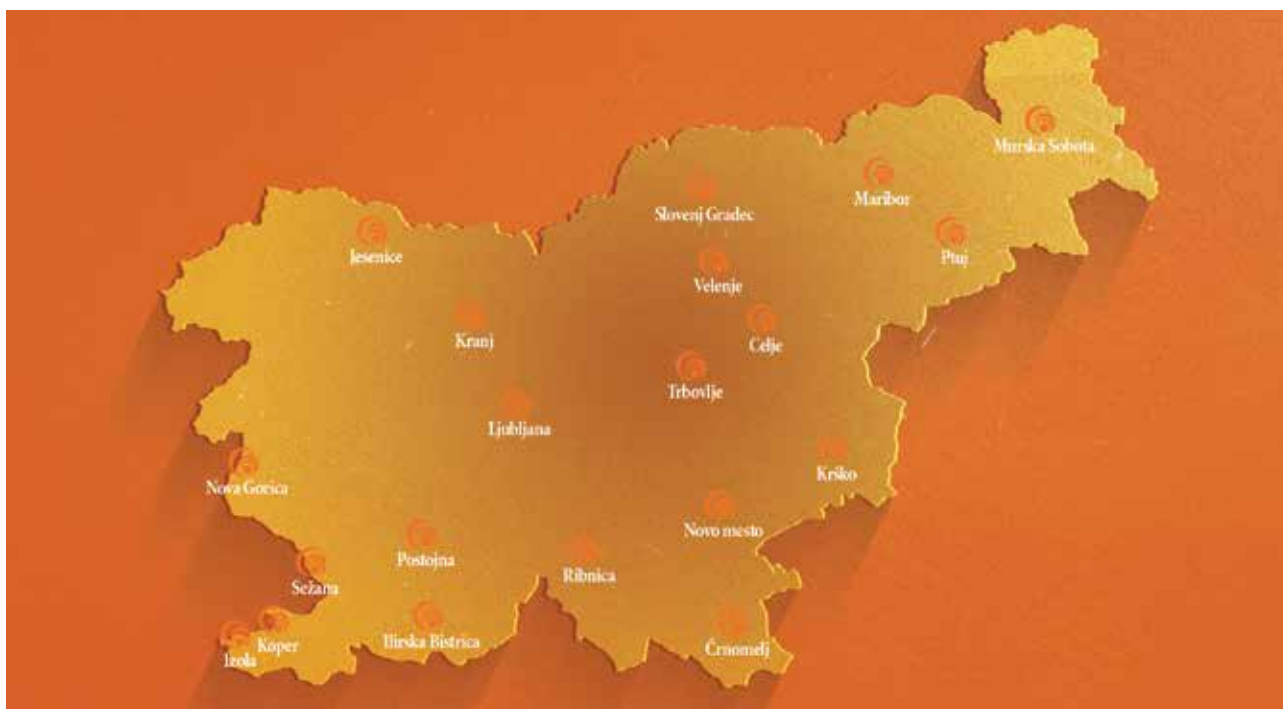 Murska Sobota
Maribor
Slovenj Gradec
Ptuj
Jesenice
Velenje
Kranj
Celje
Trbovlje
Ljubljana
Krško
Nova Gorica
Novo mesto
Postojna
Ribnica
Sežana
Koper
Izola
Ilirska Bistrica
Črnomelj